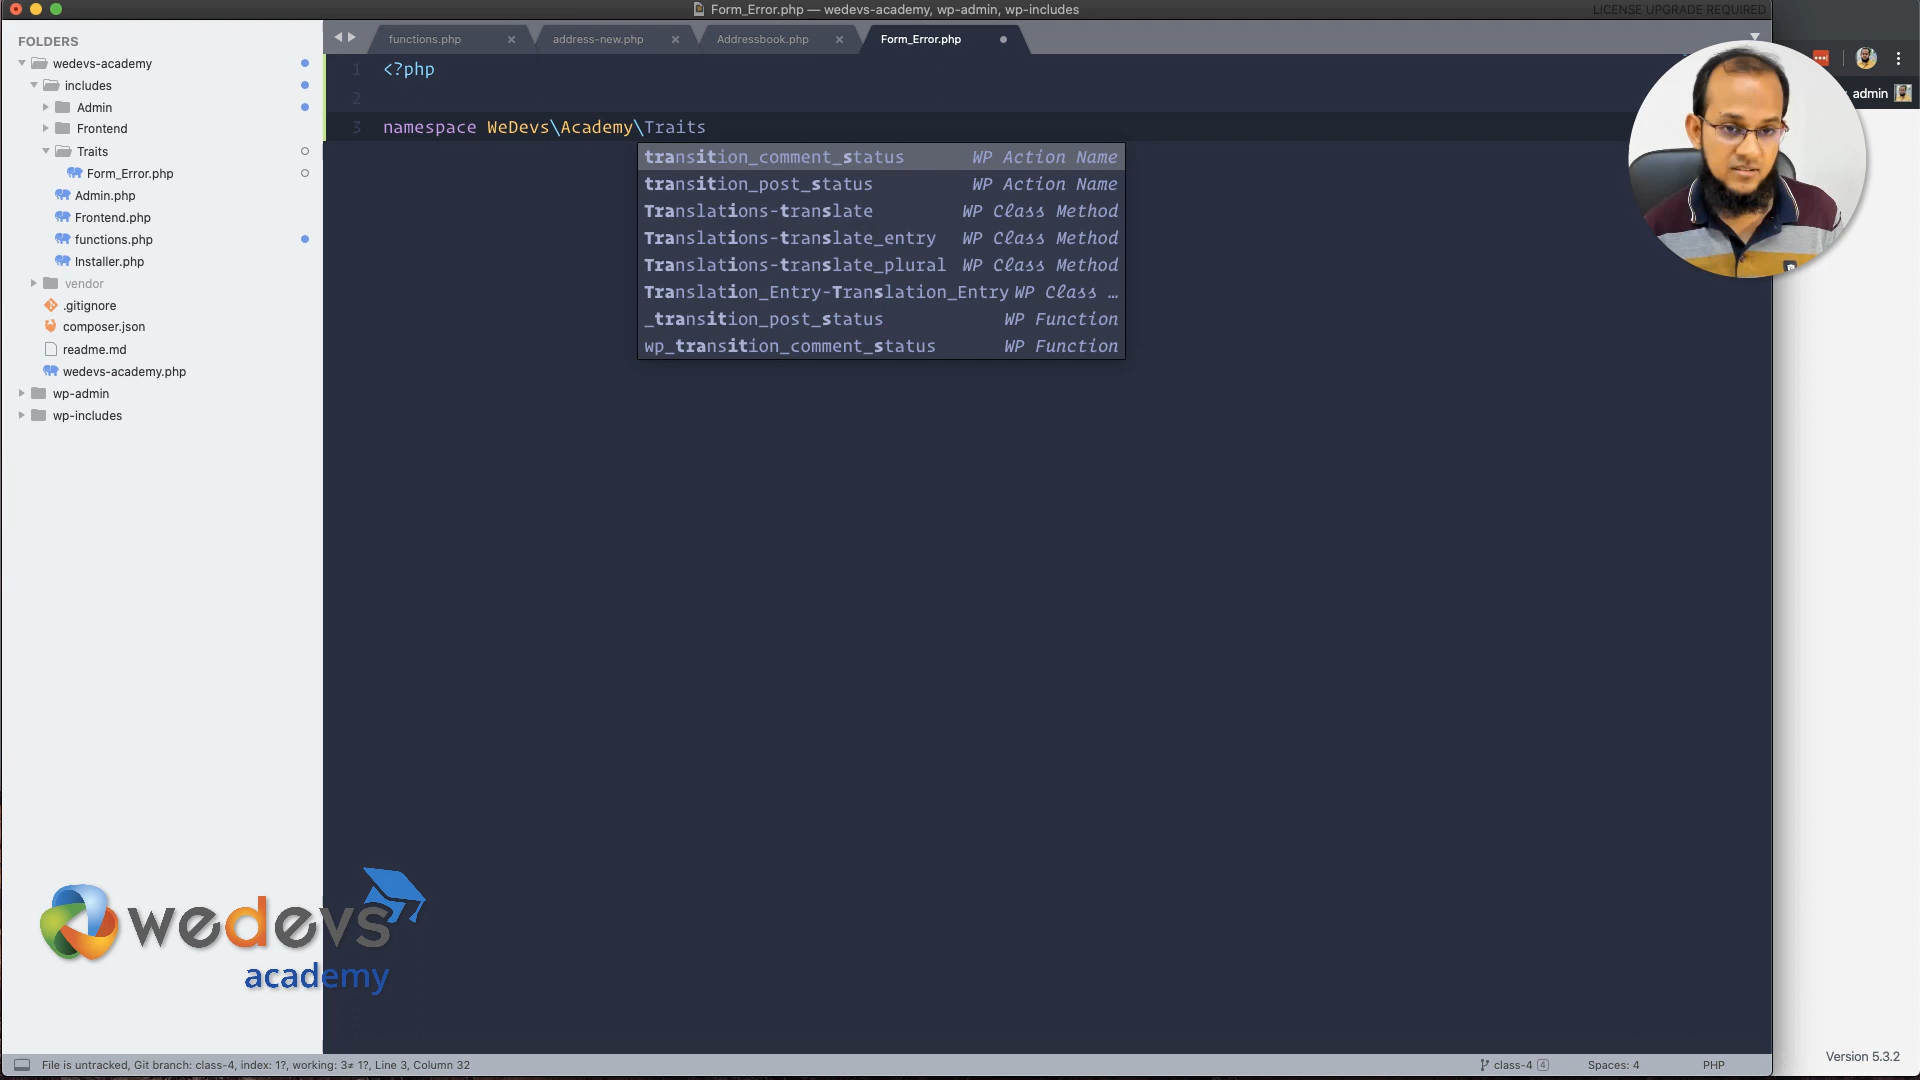 Form_Error.php — wedevs-academy, wp-admin, wp-includes
LICENSE UPGRADE REQUIRED
FOLDERS
wedevs-academy
includes
Admin
Frontend
Traits
Form_Error.php
Admin.php
Frontend.php
functions.php
Installer.php
vendor
.gitignore
composer.json
readme.md
wedevs-academy.php
wp-admin
wp-includes
functions.php
address-new.php
Addressbook.php
Form_Error.php
1 <?php
2
3 namespace WeDevs\Academy\Traits
transition_comment_status WP Action Name
transition_post_status WP Action Name
Translations-translate WP Class Method
Translations-translate_entry WP Class Method
Translations-translate_plural WP Class Method
Translation_Entry-Translation_Entry WP Class …
_transition_post_status WP Function
wp_transition_comment_status WP Function
admin
wedevs
academy
File is untracked, Git branch: class-4, index: 1?, working: 3≠ 1?, Line 3, Column 32
class-4 4
Spaces: 4
PHP
Version 5.3.2